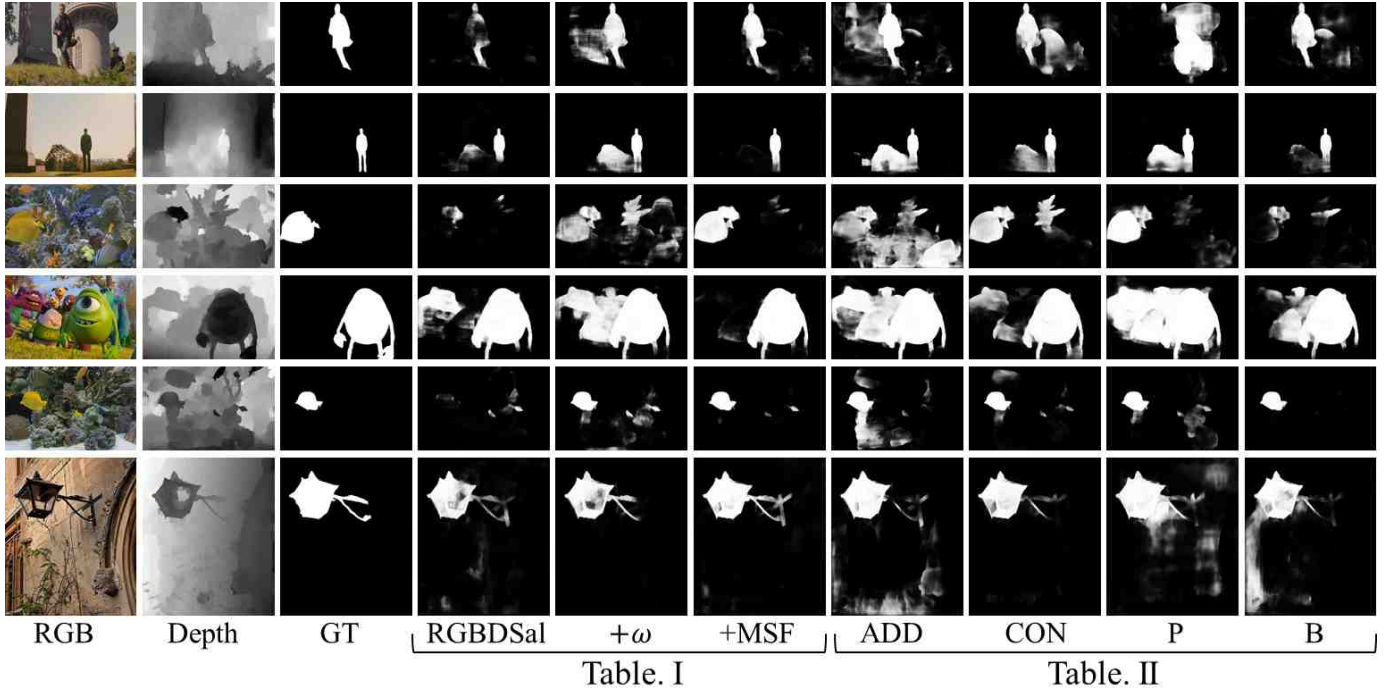 RGB Depth GT RGBDSal +ω +MSF ADD CON P B
Table. I Table. II